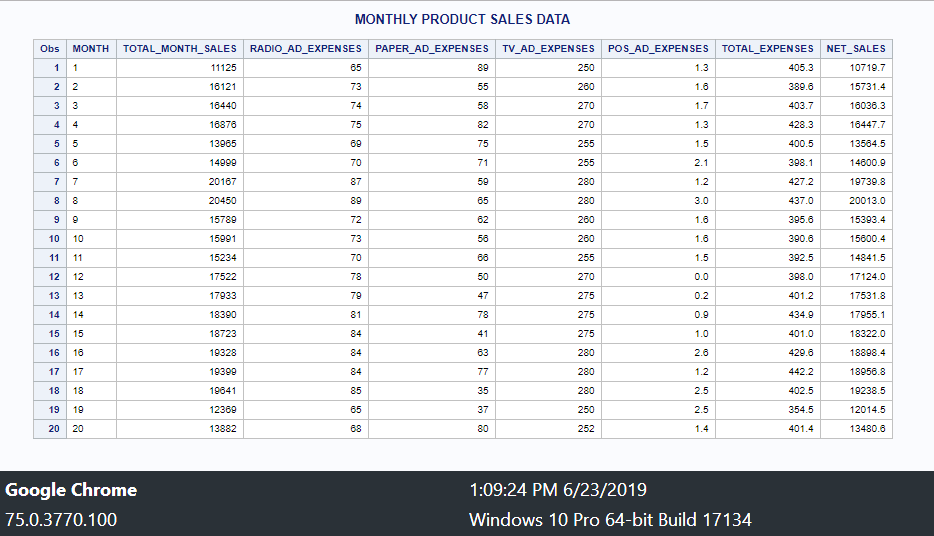 MONTHLY PRODUCT SALES DATA
Obs MONTH TOTAL_MONTH_SALES RADIO_AD_EXPENSES PAPER_AD_EXPENSES TV_AD_EXPENSES POS_AD_EXPENSES TOTAL_EXPENSES NET_SALES
1 1 11125 65 89 250 1.3 405.3 10719.7
2 2 16121 73 55 260 1.6 389.6 15731.4
3 3 16440 74 58 270 1.7 403.7 16036.3
4 4 16876 75 82 270 1.3 428.3 16447.7
5 5 13965 69 75 255 1.5 400.5 13564.5
6 6 14999 70 71 255 2.1 398.1 14600.9
7 7 20167 87 59 280 1.2 427.2 19739.8
8 8 20450 89 65 280 3.0 437.0 20013.0
9 9 15789 72 62 260 1.6 395.6 15393.4
10 10 15991 73 56 260 1.6 390.6 15600.4
11 11 15234 70 66 255 1.5 392.5 14841.5
12 12 17522 78 50 270 0.0 398.0 17124.0
13 13 17933 79 47 275 0.2 401.2 17531.8
14 14 18390 81 78 275 0.9 434.9 17955.1
15 15 18723 84 41 275 1.0 401.0 18322.0
16 16 19328 84 63 280 2.6 429.6 18898.4
17 17 19399 84 77 280 1.2 442.2 18956.8
18 18 19641 85 35 280 2.5 402.5 19238.5
19 19 12369 65 37 250 2.5 354.5 12014.5
20 20 13882 68 80 252 1.4 401.4 13480.6
Google Chrome 1:09:24 PM 6/23/2019
75.0.3770.100 Windows 10 Pro 64-bit Build 17134